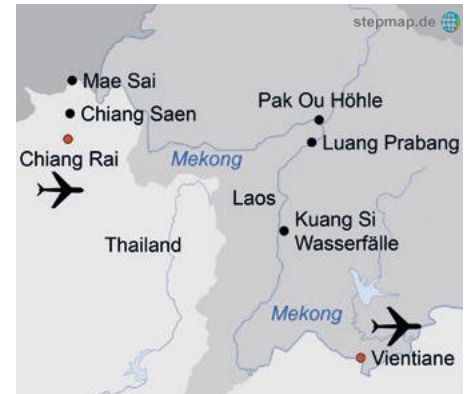 stepmap.de
Mae Sai
Chiang Saen
Pak Ou Höhle
Luang Prabang
Chiang Rai
Mekong
Laos
Kuang Si
Wasserfälle
Thailand
Mekong
Vientiane